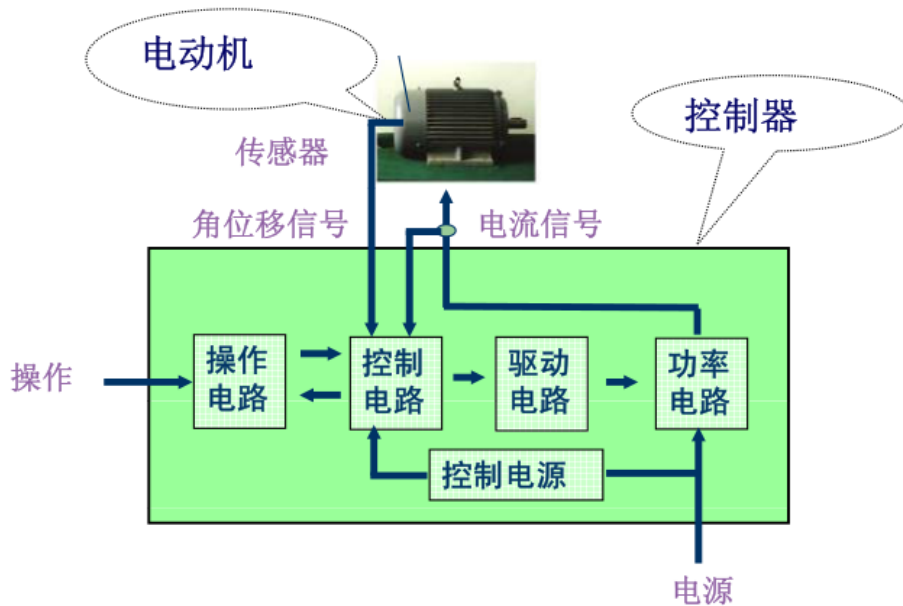 电动机
控制器
传感器
角位移信号
电流信号
操作
操作
电路
控制
电路
驱动
电路
功率
电路
控制电源
电源